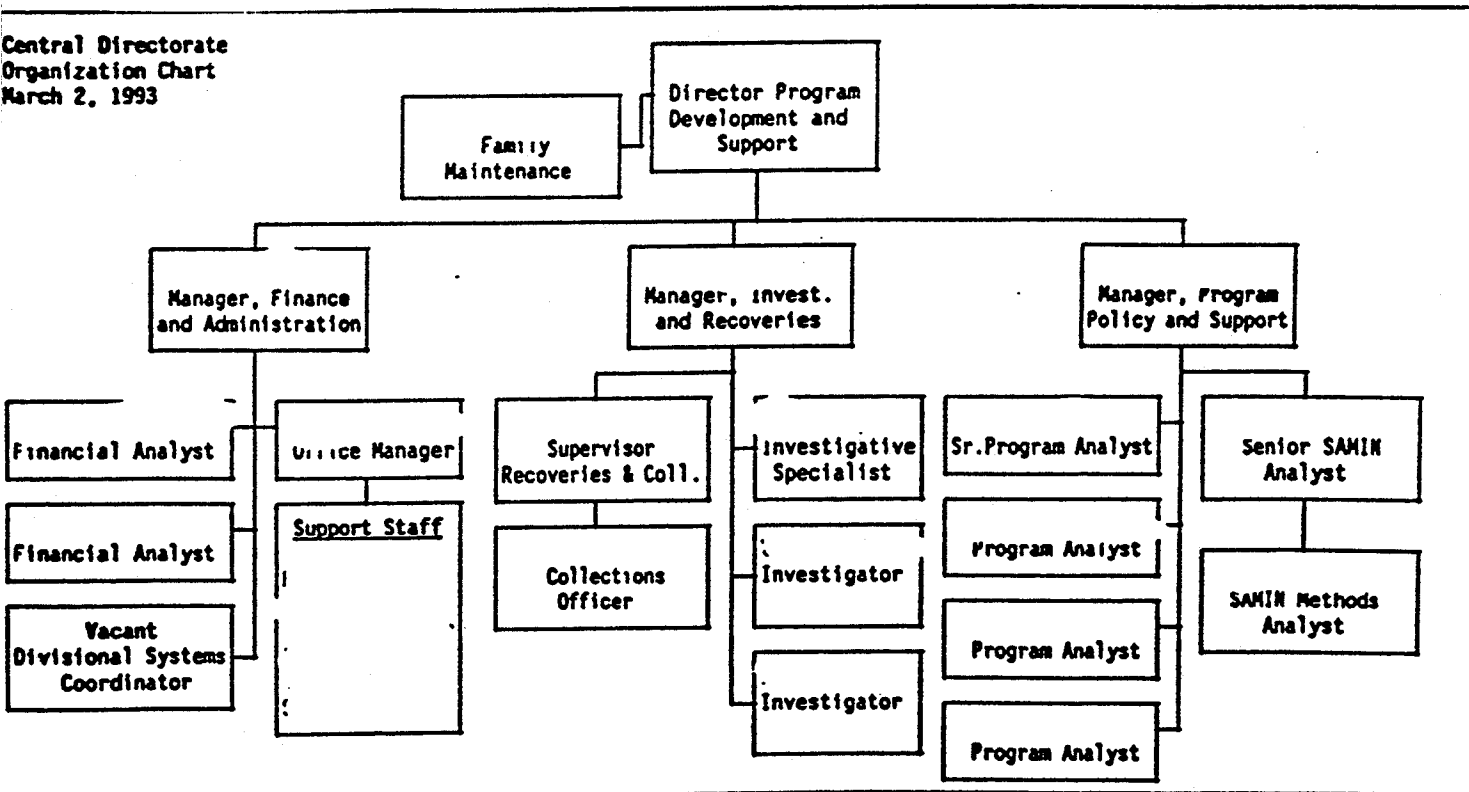 Central Directorate
Organization Chart
March 2, 1993
Director Program
Development and
Support
Family
Maintenance
Manager, Finance
and Administration
Manager, Invest.
and Recoveries
Manager, Program
Policy and Support
Financial Analyst
Office Manager
Financial Analyst
Support Staff
Vacant
Divisional Systems
Coordinator
Supervisor
Recoveries & Coll.
Collections
Officer
Investigative
Specialist
Investigator
Investigator
Sr.Program Analyst
Program Analyst
Program Analyst
Program Analyst
Senior SAMIN
Analyst
SAMIN Methods
Analyst